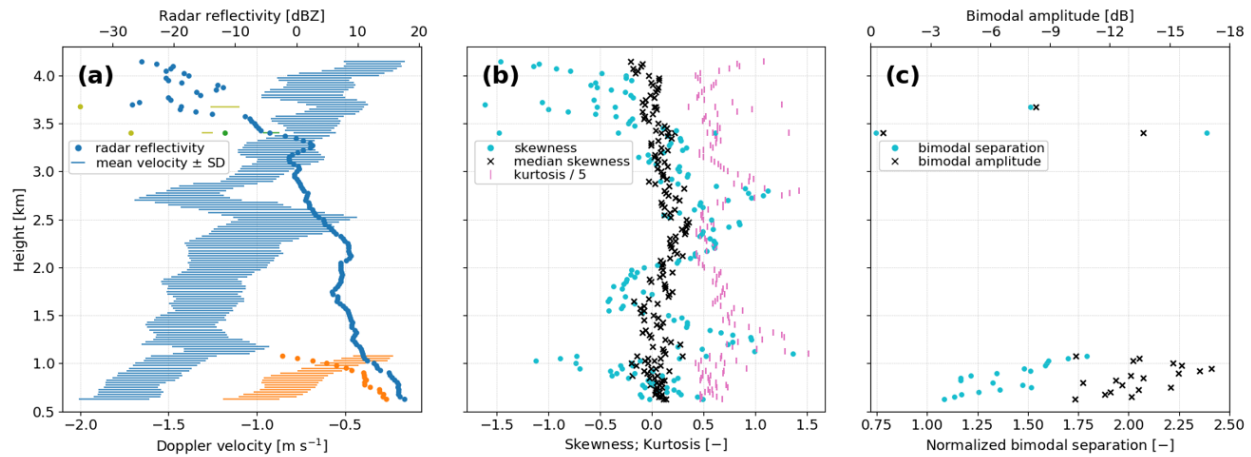 Radar reflectivity [dBZ]
−30 −20 −10 0 10 20
Bimodal amplitude [dB]
0 −3 −6 −9 −12 −15 −18
(a)
(b)
(c)
4.0
3.5
3.0
2.5
2.0
1.5
1.0
0.5
Height [km]
radar reflectivity
mean velocity ± SD
skewness
median skewness
kurtosis / 5
bimodal separation
bimodal amplitude
−2.0 −1.5 −1.0 −0.5
Doppler velocity [m s⁻¹]
−1.5 −1.0 −0.5 0.0 0.5 1.0 1.5
Skewness; Kurtosis [−]
0.75 1.00 1.25 1.50 1.75 2.00 2.25 2.50
Normalized bimodal separation [−]